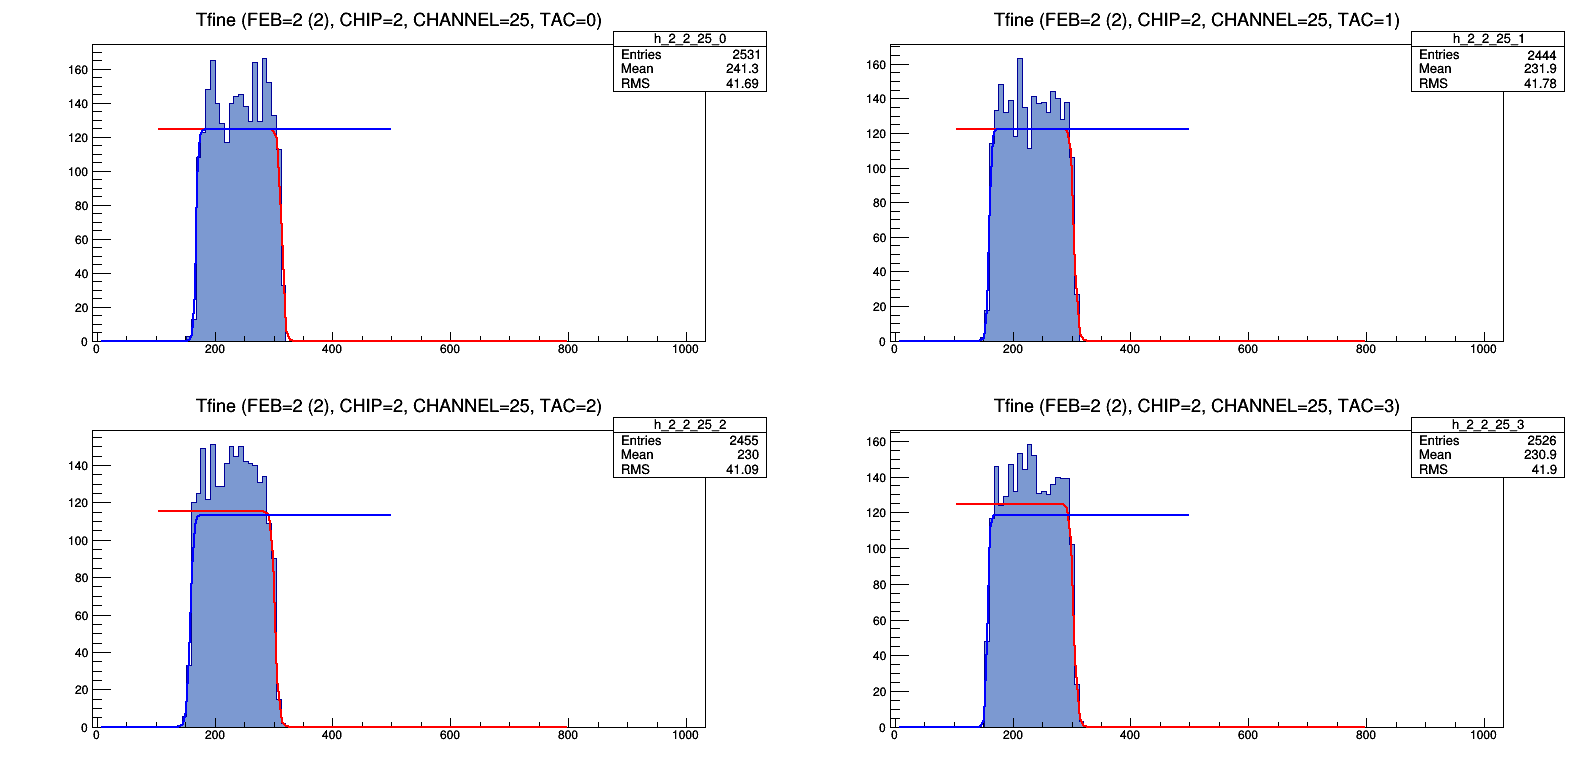 Tfine (FEB=2 (2), CHIP=2, CHANNEL=25, TAC=0)
h_2_2_25_0
Entries 2531
Mean 241.3
RMS 41.69
160
140
120
100
80
60
40
20
0
0 200 400 600 800 1000
Tfine (FEB=2 (2), CHIP=2, CHANNEL=25, TAC=1)
h_2_2_25_1
Entries 2444
Mean 231.9
RMS 41.78
160
140
120
100
80
60
40
20
0
0 200 400 600 800 1000
Tfine (FEB=2 (2), CHIP=2, CHANNEL=25, TAC=2)
h_2_2_25_2
Entries 2455
Mean 230
RMS 41.09
140
120
100
80
60
40
20
0
0 200 400 600 800 1000
Tfine (FEB=2 (2), CHIP=2, CHANNEL=25, TAC=3)
h_2_2_25_3
Entries 2526
Mean 230.9
RMS 41.9
160
140
120
100
80
60
40
20
0
0 200 400 600 800 1000